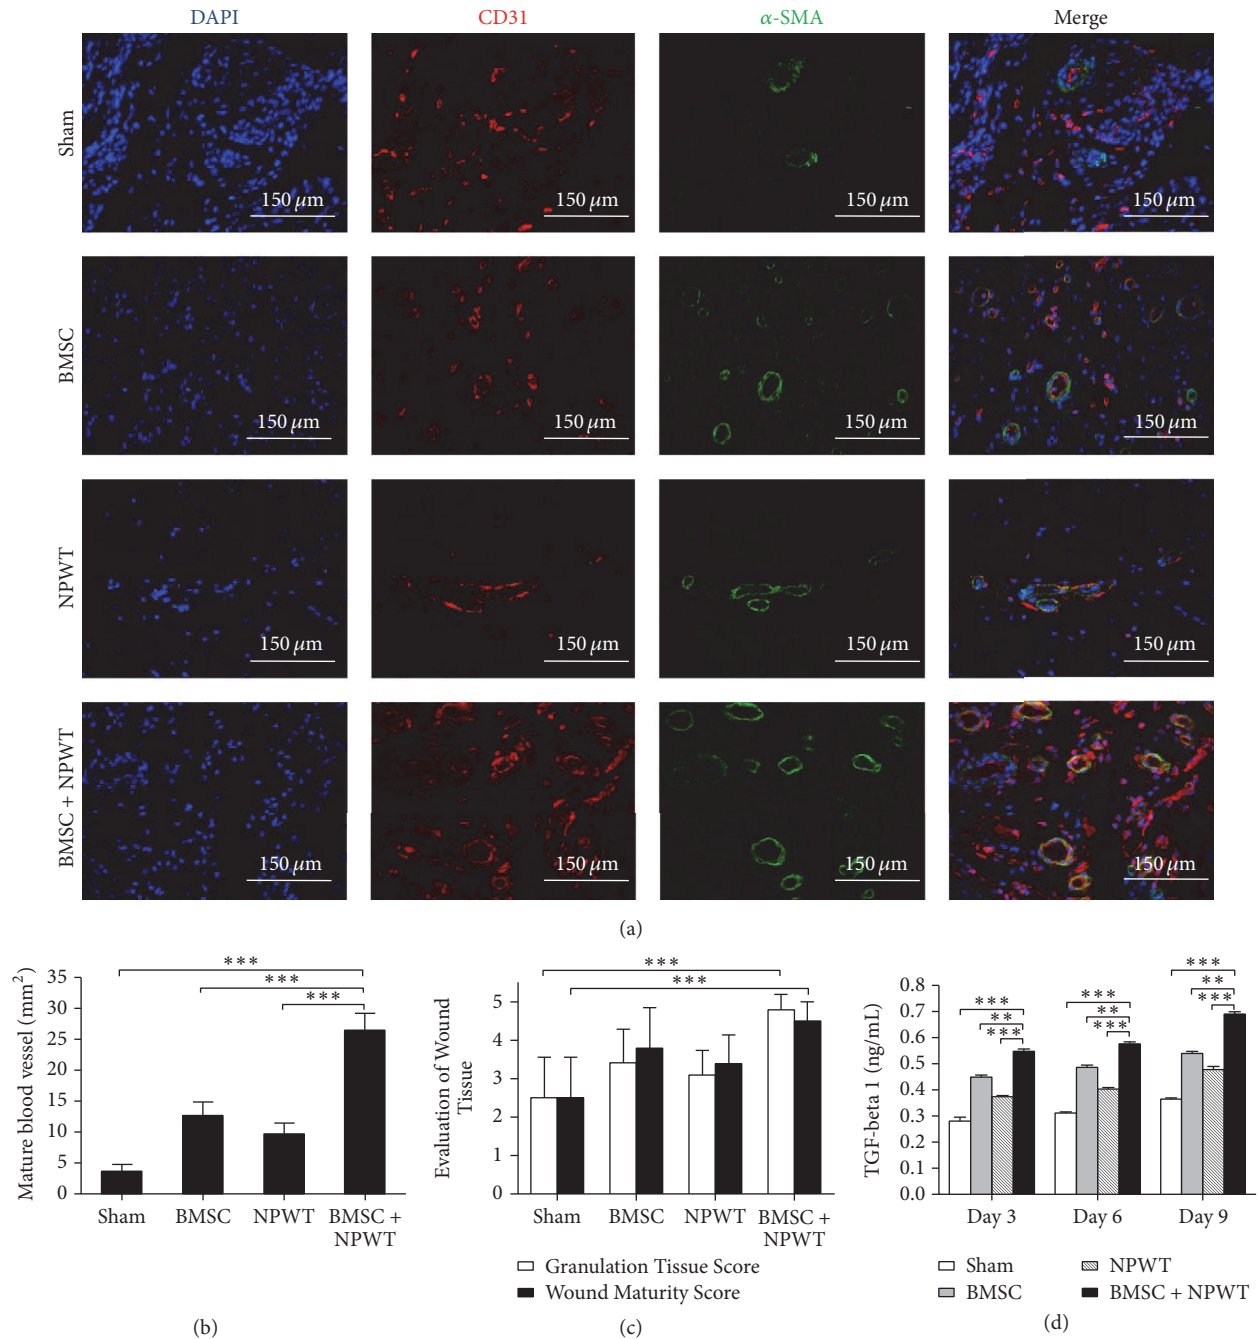 DAPI CD31 α-SMA Merge
Sham
150 μm 150 μm 150 μm 150 μm
BMSC
150 μm 150 μm 150 μm 150 μm
NPWT
150 μm 150 μm 150 μm 150 μm
BMSC + NPWT
150 μm 150 μm 150 μm 150 μm
(a)
Mature blood vessel (mm²)
35
30
25
20
15
10
5
0
***
***
***
Sham BMSC NPWT BMSC +
NPWT
(b)
Evaluation of Wound
Tissue
5
4
3
2
1
0
***
***
Sham BMSC NPWT BMSC +
NPWT
Granulation Tissue Score
Wound Maturity Score
(c)
TGF-beta 1 (ng/mL)
0.8
0.7
0.6
0.5
0.4
0.3
0.2
0.1
0.0
***
**
***
***
**
***
***
**
***
Day 3 Day 6 Day 9
Sham NPWT
BMSC BMSC + NPWT
(d)